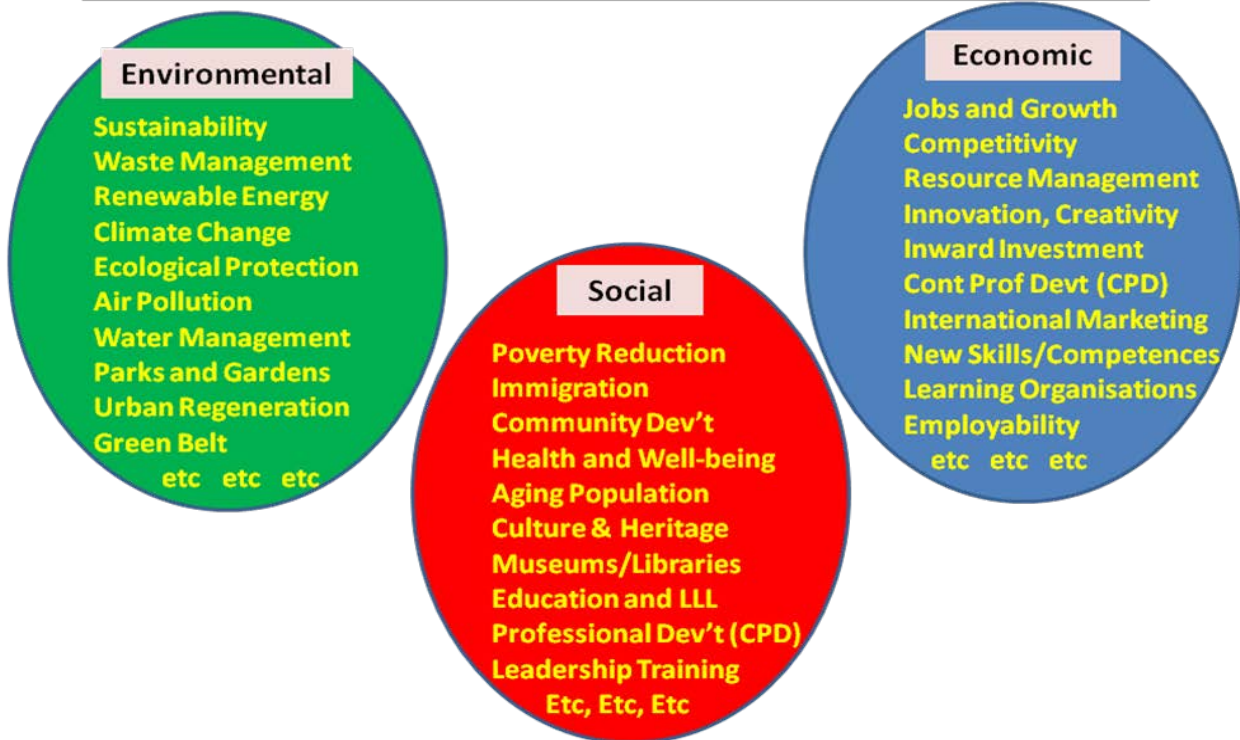 Environmental
Sustainability
Waste Management
Renewable Energy
Climate Change
Ecological Protection
Air Pollution
Water Management
Parks and Gardens
Urban Regeneration
Green Belt
etc etc etc
Social
Poverty Reduction
Immigration
Community Dev't
Health and Well-being
Aging Population
Culture & Heritage
Museums/Libraries
Education and LLL
Professional Dev't (CPD)
Leadership Training
Etc, Etc, Etc
Economic
Jobs and Growth
Competitivity
Resource Management
Innovation, Creativity
Inward Investment
Cont Prof Devt (CPD)
International Marketing
New Skills/Competences
Learning Organisations
Employability
etc etc etc